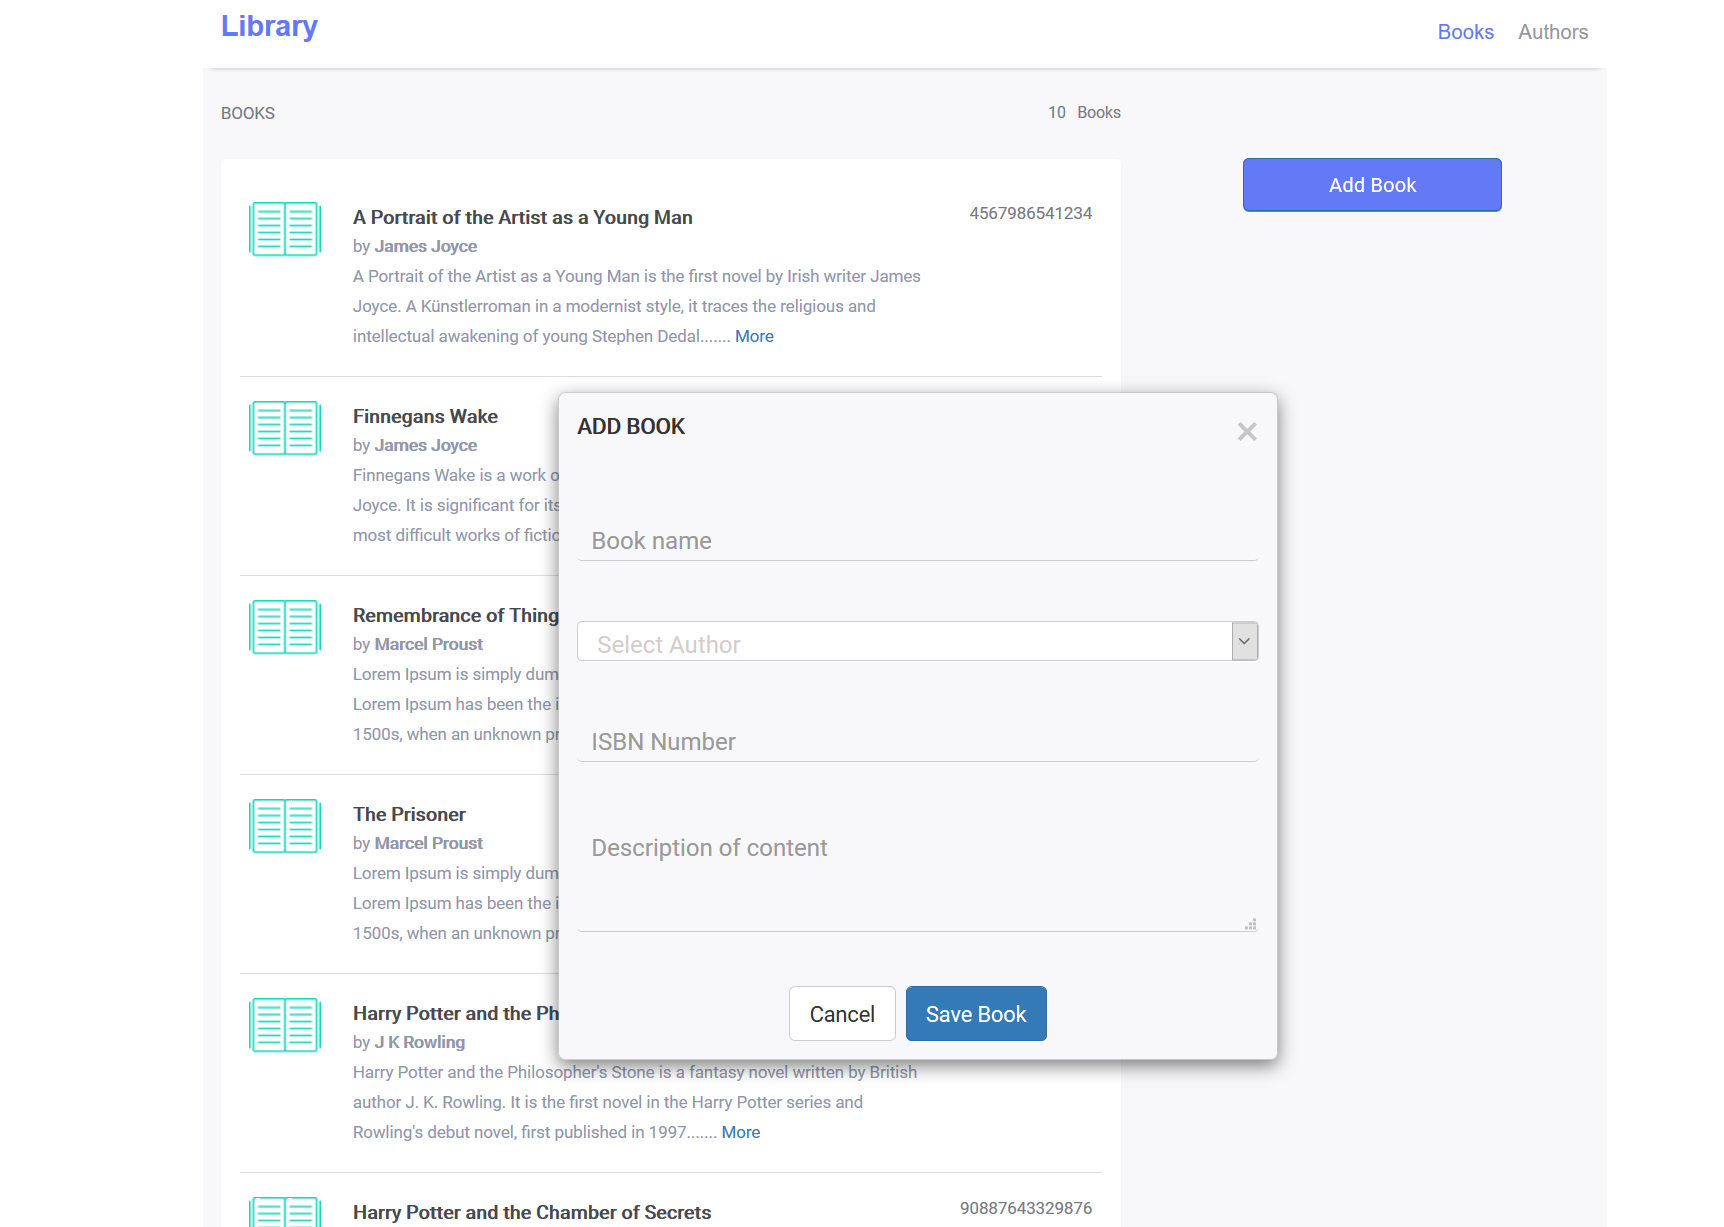 Library
Books Authors
BOOKS
10 Books
Add Book
A Portrait of the Artist as a Young Man
4567986541234
by James Joyce
A Portrait of the Artist as a Young Man is the first novel by Irish writer James
Joyce. A Künstlerroman in a modernist style, it traces the religious and
intellectual awakening of young Stephen Dedal....... More
Finnegans Wake
by James Joyce
Finnegans Wake is a work o
Joyce. It is significant for its
most difficult works of fictio
Remembrance of Thing
by Marcel Proust
Lorem Ipsum is simply dum
Lorem Ipsum has been the i
1500s, when an unknown pr
The Prisoner
by Marcel Proust
Lorem Ipsum is simply dum
Lorem Ipsum has been the i
1500s, when an unknown pr
Harry Potter and the Ph
by J K Rowling
Harry Potter and the Philosopher's Stone is a fantasy novel written by British
author J. K. Rowling. It is the first novel in the Harry Potter series and
Rowling's debut novel, first published in 1997....... More
Harry Potter and the Chamber of Secrets
90887643329876
ADD BOOK
×
Book name
Select Author
ISBN Number
Description of content
Cancel
Save Book